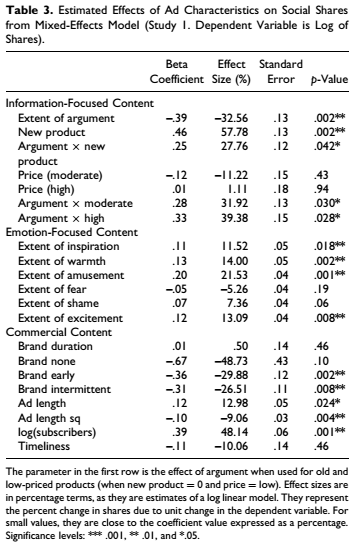 Table 3. Estimated Effects of Ad Characteristics on Social Shares
from Mixed-Effects Model (Study 1. Dependent Variable is Log of
Shares).
Beta Effect Standard
Coefficient Size (%) Error p-Value
Information-Focused Content
Extent of argument −.39 −32.56 .13 .002**
New product .46 57.78 .13 .002**
Argument × new .25 27.76 .12 .042*
product
Price (moderate) −.12 −11.22 .15 .43
Price (high) .01 1.11 .18 .94
Argument × moderate .28 31.92 .13 .030*
Argument × high .33 39.38 .15 .028*
Emotion-Focused Content
Extent of inspiration .11 11.52 .05 .018**
Extent of warmth .13 14.00 .05 .002**
Extent of amusement .20 21.53 .04 .001**
Extent of fear −.05 −5.26 .04 .19
Extent of shame .07 7.36 .04 .06
Extent of excitement .12 13.09 .04 .008**
Commercial Content
Brand duration .01 .50 .14 .46
Brand none −.67 −48.73 .43 .10
Brand early −.36 −29.88 .12 .002**
Brand intermittent −.31 −26.51 .11 .008**
Ad length .12 12.98 .05 .024*
Ad length sq −.10 −9.06 .03 .004**
log(subscribers) .39 48.14 .06 .001**
Timeliness −.11 −10.06 .14 .46
The parameter in the first row is the effect of argument when used for old and
low-priced products (when new product = 0 and price = low). Effect sizes are
in percentage terms, as they are estimates of a log linear model. They represent
the percent change in shares due to unit change in the dependent variable. For
small values, they are close to the coefficient value expressed as a percentage.
Significance levels: *** .001, ** .01, and *.05.